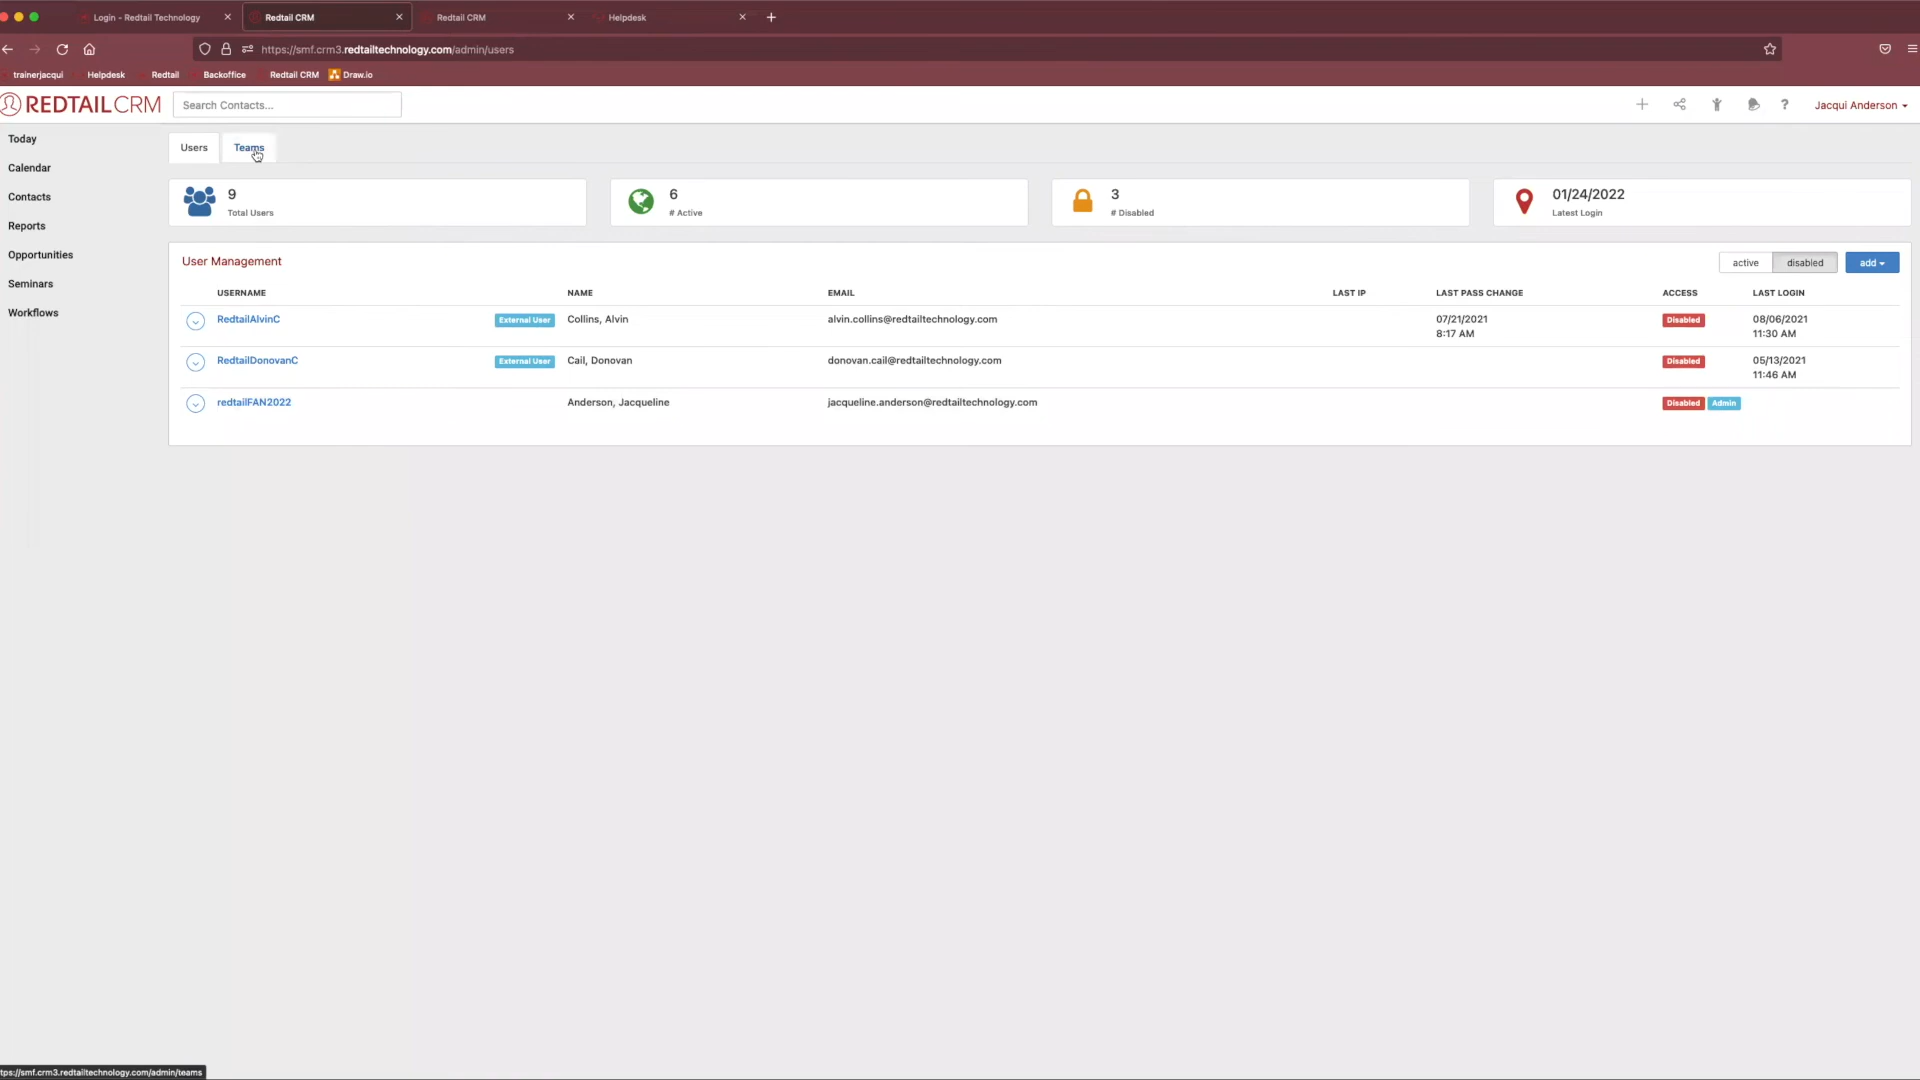 Login - Redtail Technology
Redtail CRM
Redtail CRM
Helpdesk
https://smf.crm3.redtailtechnology.com/admin/users
trainerjacqui
Helpdesk
Redtail
Backoffice
Redtail CRM
Draw.io
REDTAILCRM
Search Contacts...
?
Jacqui Anderson
Today
Calendar
Contacts
Reports
Opportunities
Seminars
Workflows
Users
Teams
9
Total Users
6
# Active
3
# Disabled
01/24/2022
Latest Login
User Management
active
disabled
add
USERNAME NAME EMAIL LAST IP LAST PASS CHANGE ACCESS LAST LOGIN
RedtailAlvinC External User Collins, Alvin alvin.collins@redtailtechnology.com 07/21/2021 Disabled 08/06/2021
8:17 AM 11:30 AM
RedtailDonovanC External User Cail, Donovan donovan.cail@redtailtechnology.com Disabled 05/13/2021
11:46 AM
redtailFAN2022 Anderson, Jacqueline jacqueline.anderson@redtailtechnology.com Disabled Admin
tps://smf.crm3.redtailtechnology.com/admin/teams